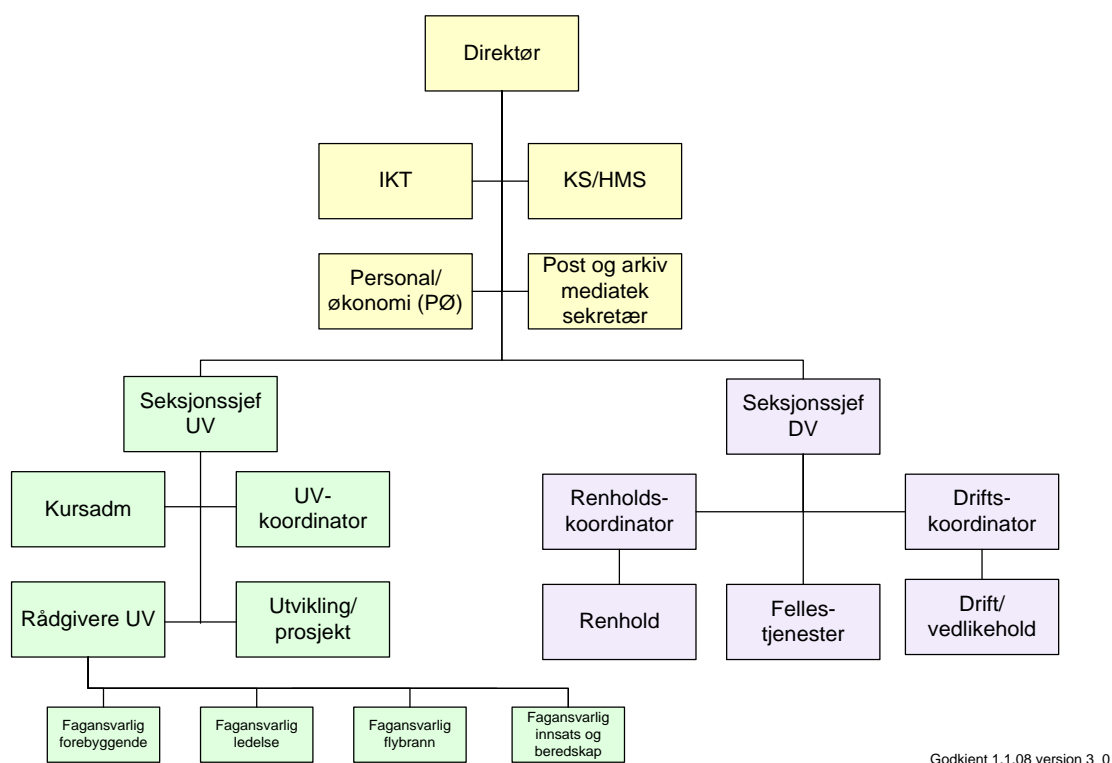 Direktør
IKT
KS/HMS
Personal/
økonomi (PØ)
Post og arkiv
mediatek
sekretær
Seksjonssjef
UV
Seksjonssjef
DV
Kursadm
UV-
koordinator
Renholds-
koordinator
Drifts-
koordinator
Rådgivere UV
Utvikling/
prosjekt
Renhold
Felles-
tjenester
Drift/
vedlikehold
Fagansvarlig
forebyggende
Fagansvarlig
ledelse
Fagansvarlig
flybrann
Fagansvarlig
innsats og
beredskap
Godkjent 1.1.08 version 3_0